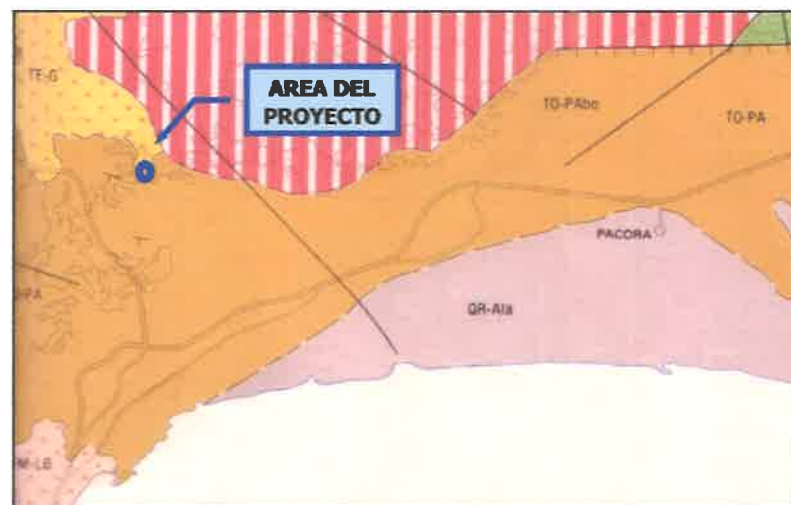 TE-G
AREA DEL
PROYECTO
TO-PAbo
TO-PA
PACORA
QR-Ala